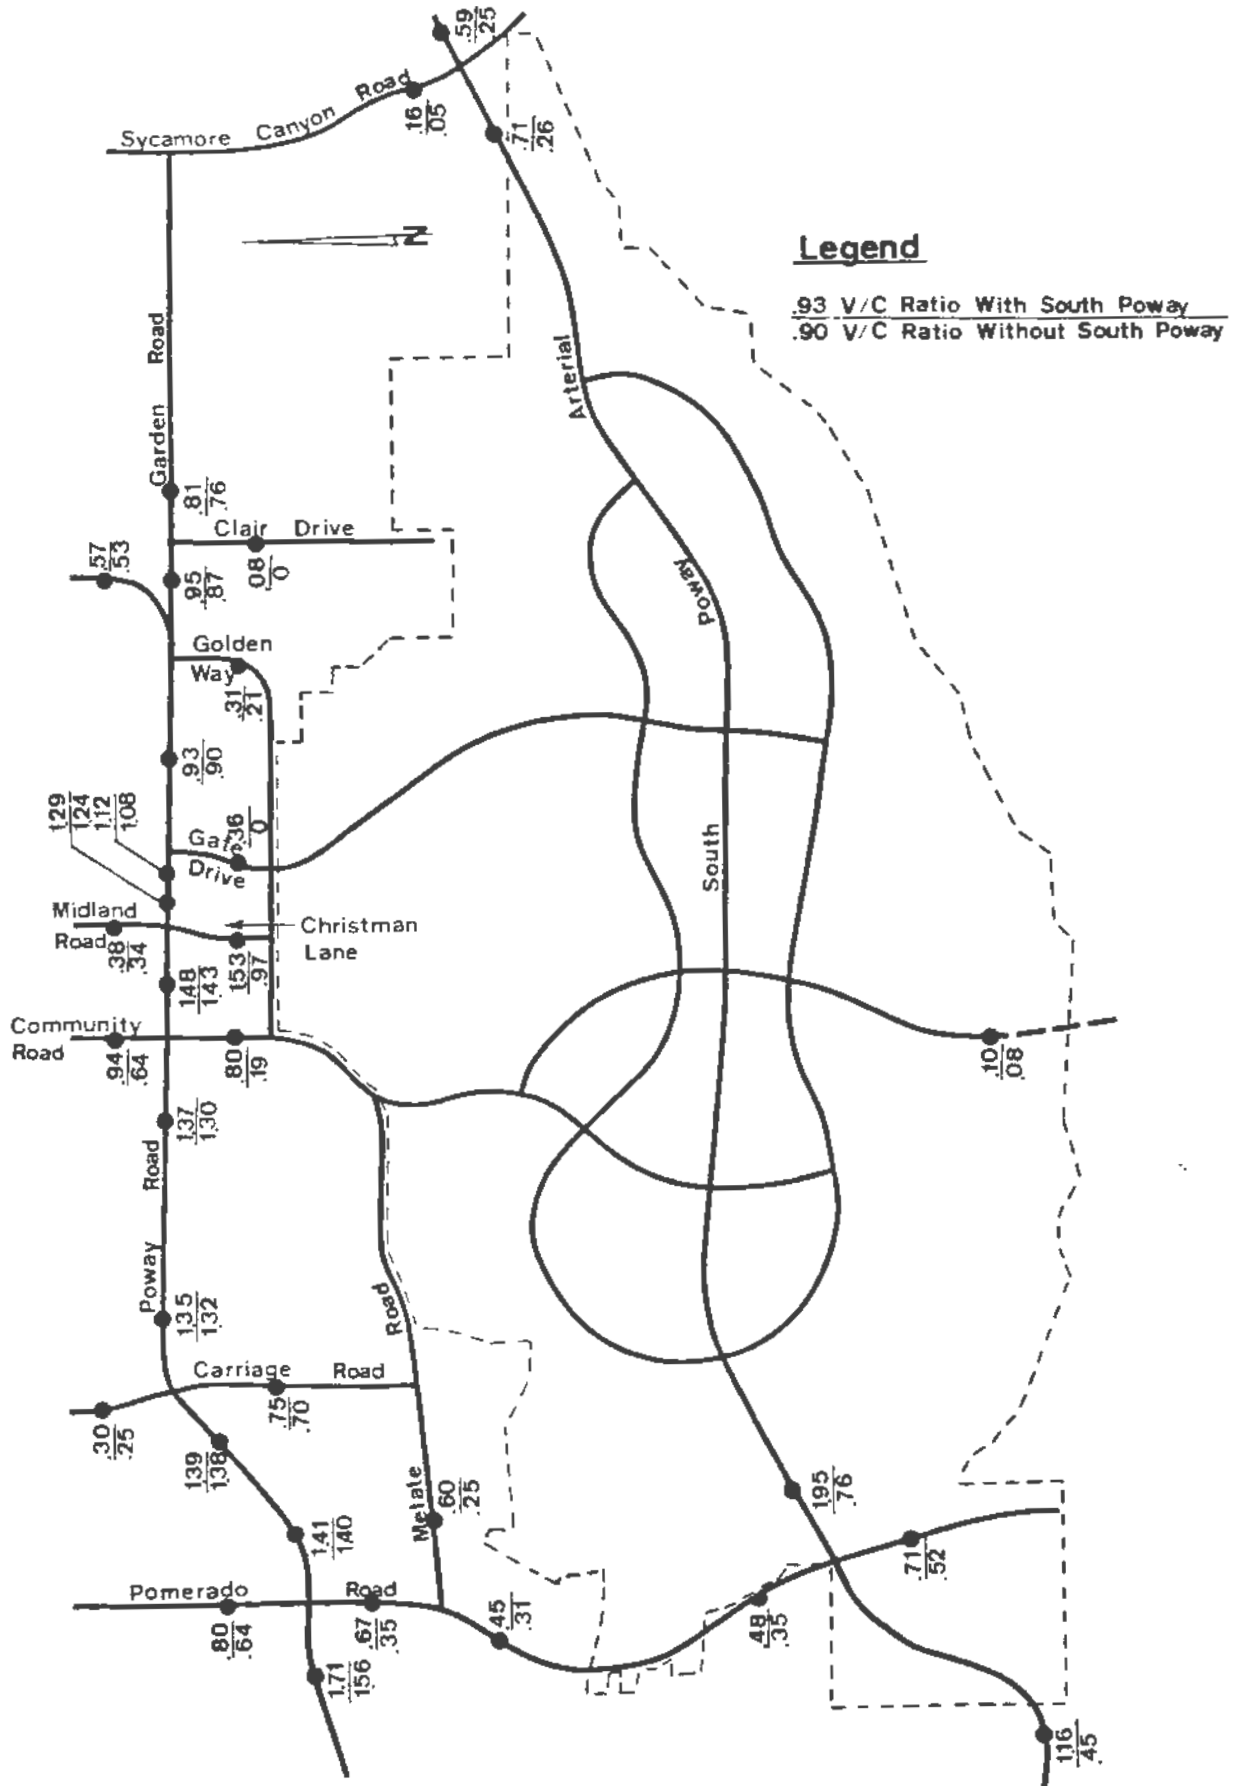 .59
.25
Sycamore Canyon Road
.16
.05
.71
.26
N
Legend
.93 V/C Ratio With South Poway
.90 V/C Ratio Without South Poway
Garden Road
Arterial
.81
.76
Clair Drive
.08
0
.57
.53
.95
.87
Poway
Golden
Way
.31
.21
.93
.90
1.29
1.24
1.12
1.08
Gate
Drive
.36
0
South
Midland
Road
.38
.34
Christman
Lane
1.53
.97
1.48
1.43
Community
Road
.94
.64
.80
.19
.10
.08
1.37
1.30
Poway Road
1.35
1.32
Road
Carriage Road
.75
.70
.30
.25
1.39
1.38
Metate
.60
.25
1.41
1.40
1.95
.76
.71
.52
Pomerado Road
.80
.64
.67
.35
.45
.31
.48
.35
1.71
1.56
1.16
.45